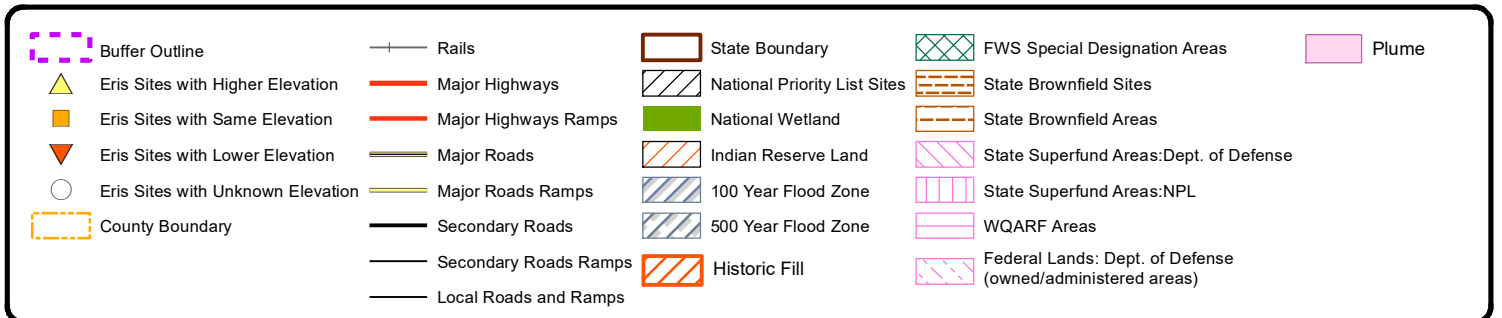 Buffer Outline
Eris Sites with Higher Elevation
Eris Sites with Same Elevation
Eris Sites with Lower Elevation
Eris Sites with Unknown Elevation
County Boundary
Rails
Major Highways
Major Highways Ramps
Major Roads
Major Roads Ramps
Secondary Roads
Secondary Roads Ramps
Local Roads and Ramps
State Boundary
National Priority List Sites
National Wetland
Indian Reserve Land
100 Year Flood Zone
500 Year Flood Zone
Historic Fill
FWS Special Designation Areas
State Brownfield Sites
State Brownfield Areas
State Superfund Areas:Dept. of Defense
State Superfund Areas:NPL
WQARF Areas
Federal Lands: Dept. of Defense
(owned/administered areas)
Plume